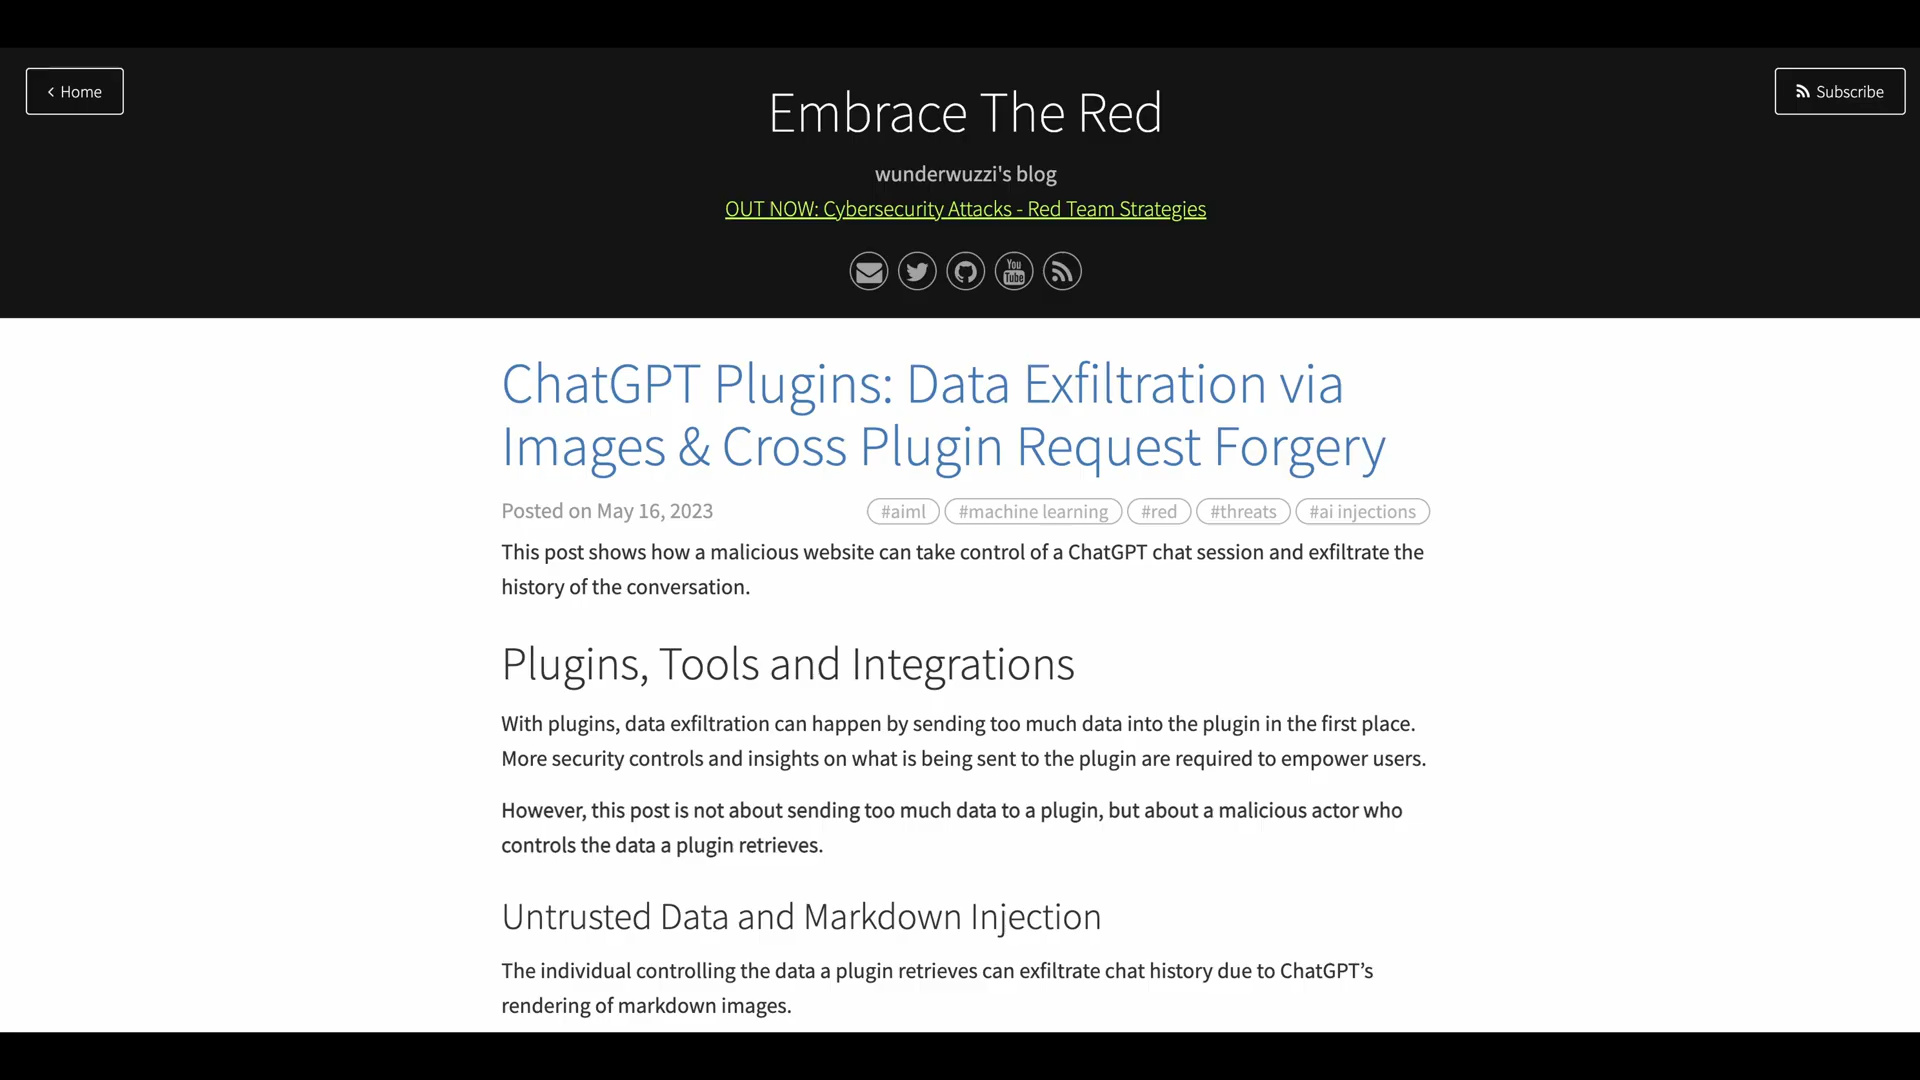 Home
Subscribe
Embrace The Red
wunderwuzzi's blog
OUT NOW: Cybersecurity Attacks - Red Team Strategies
You
Tube
ChatGPT Plugins: Data Exfiltration via
Images & Cross Plugin Request Forgery
Posted on May 16, 2023 #aiml #machine learning #red #threats #ai injections
This post shows how a malicious website can take control of a ChatGPT chat session and exfiltrate the
history of the conversation.
Plugins, Tools and Integrations
With plugins, data exfiltration can happen by sending too much data into the plugin in the first place.
More security controls and insights on what is being sent to the plugin are required to empower users.
However, this post is not about sending too much data to a plugin, but about a malicious actor who
controls the data a plugin retrieves.
Untrusted Data and Markdown Injection
The individual controlling the data a plugin retrieves can exfiltrate chat history due to ChatGPT’s
rendering of markdown images.